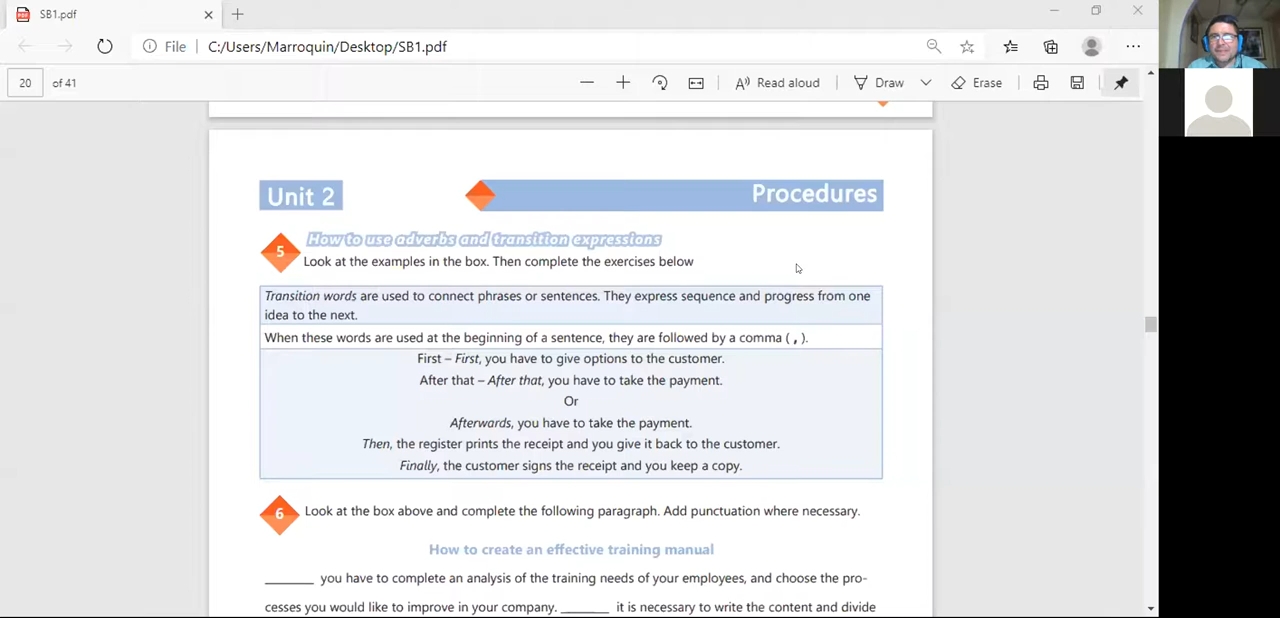 SB1.pdf
File
C:/Users/Marroquin/Desktop/SB1.pdf
20 of 41
Read aloud
Draw
Erase
Unit 2
Procedures
5
How to use adverbs and transition expressions
Look at the examples in the box. Then complete the exercises below
Transition words are used to connect phrases or sentences. They express sequence and progress from one
idea to the next.
When these words are used at the beginning of a sentence, they are followed by a comma ( , ).
First – First, you have to give options to the customer.
After that – After that, you have to take the payment.
Or
Afterwards, you have to take the payment.
Then, the register prints the receipt and you give it back to the customer.
Finally, the customer signs the receipt and you keep a copy.
6
Look at the box above and complete the following paragraph. Add punctuation where necessary.
How to create an effective training manual
_______ you have to complete an analysis of the training needs of your employees, and choose the pro-
cesses you would like to improve in your company. _______ it is necessary to write the content and divide